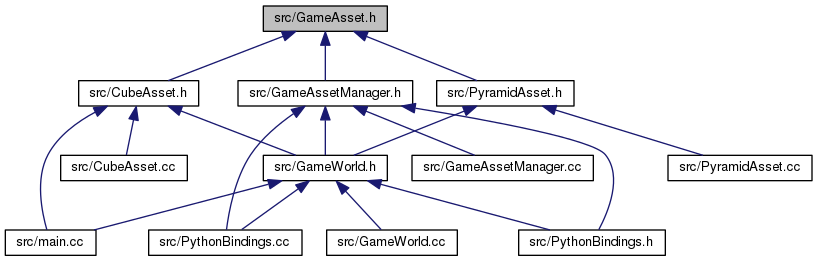 src/GameAsset.h
src/CubeAsset.h
src/GameAssetManager.h
src/PyramidAsset.h
src/CubeAsset.cc
src/GameWorld.h
src/GameAssetManager.cc
src/PyramidAsset.cc
src/main.cc
src/PythonBindings.cc
src/GameWorld.cc
src/PythonBindings.h